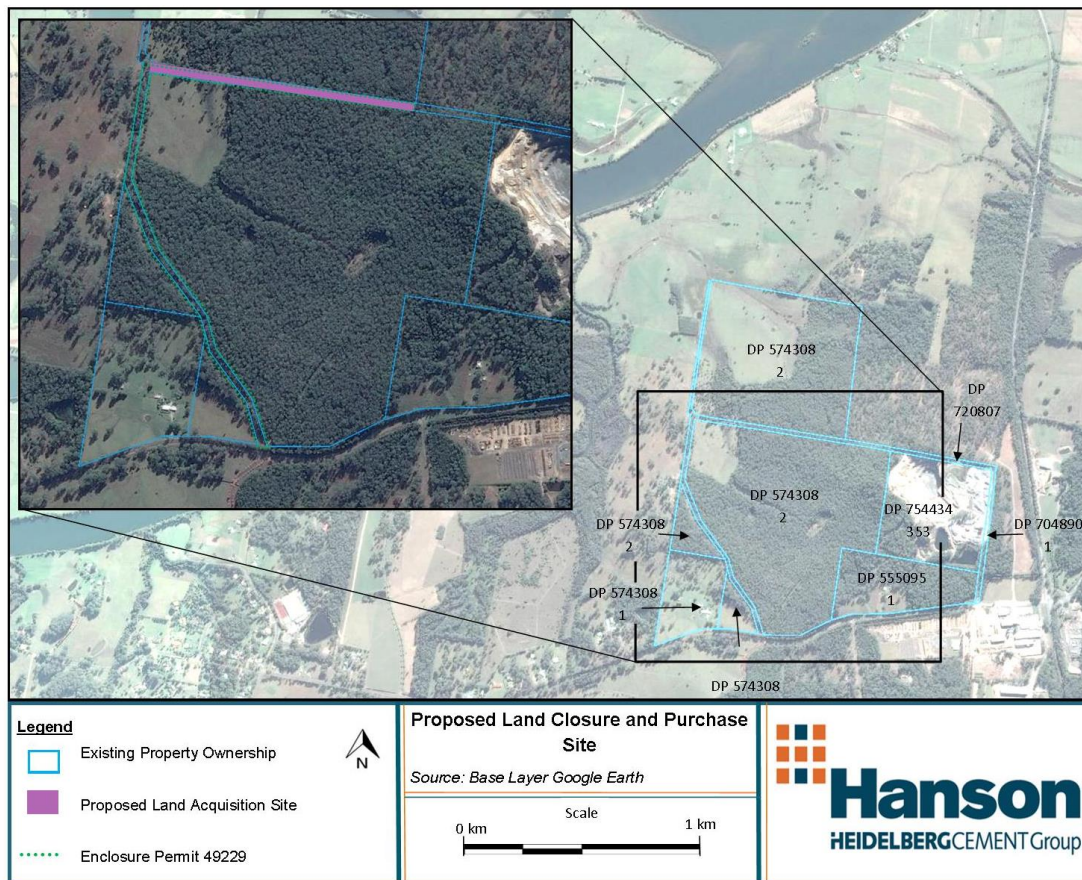 DP 574308
2
DP
720807
DP 574308
2
DP 754434
353
DP 574308
2
DP 704890
1
DP 574308
1
DP 555095
1
DP 574308
Legend
Existing Property Ownership
Proposed Land Acquisition Site
Enclosure Permit 49229
N
Proposed Land Closure and Purchase
Site
Source: Base Layer Google Earth
Scale
0 km 1 km
Hanson
HEIDELBERGCEMENT Group